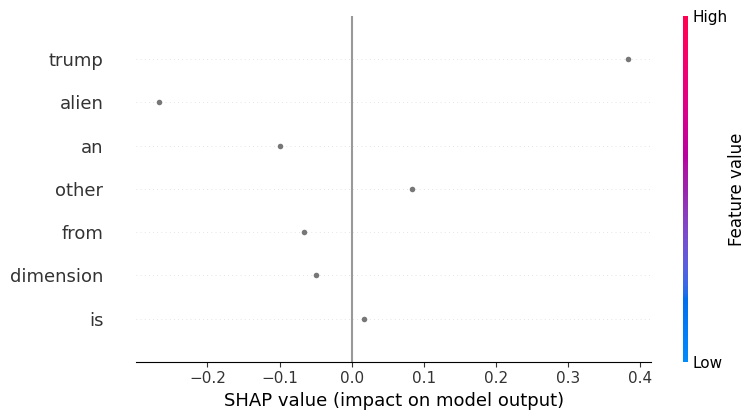 High
trump
alien
an
other
from
dimension
is
Low
Feature value
−0.2
−0.1
0.0
0.1
0.2
0.3
0.4
SHAP value (impact on model output)